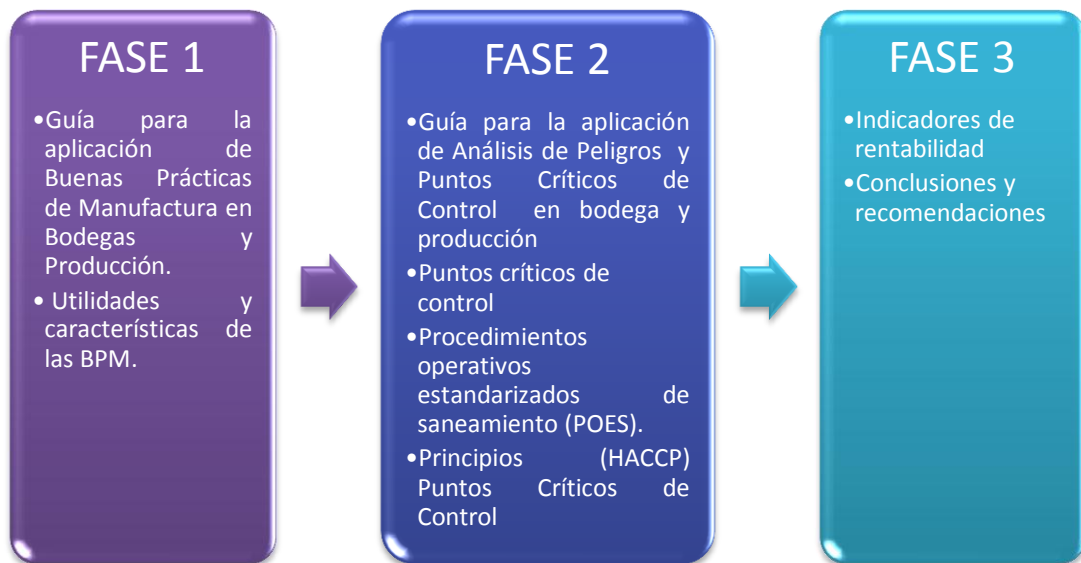 FASE 1
•Guía para la
aplicación de
Buenas Prácticas
de Manufactura en
Bodegas y
Producción.
• Utilidades y
características de
las BPM.
FASE 2
•Guía para la aplicación
de Análisis de Peligros y
Puntos Críticos de
Control en bodega y
producción
•Puntos críticos de
control
•Procedimientos
operativos
estandarizados de
saneamiento (POES).
•Principios (HACCP)
Puntos Críticos de
Control
FASE 3
•Indicadores de
rentabilidad
•Conclusiones y
recomendaciones